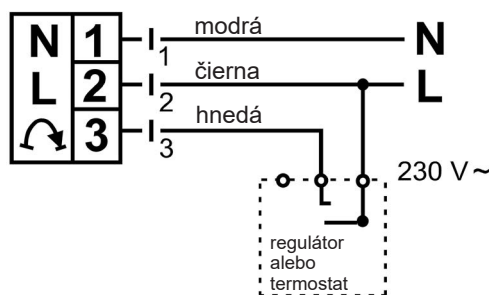 N 1 1 modrá N
L 2 2 čierna L
3 3 hnedá
230 V ~
regulátor
alebo
termostat